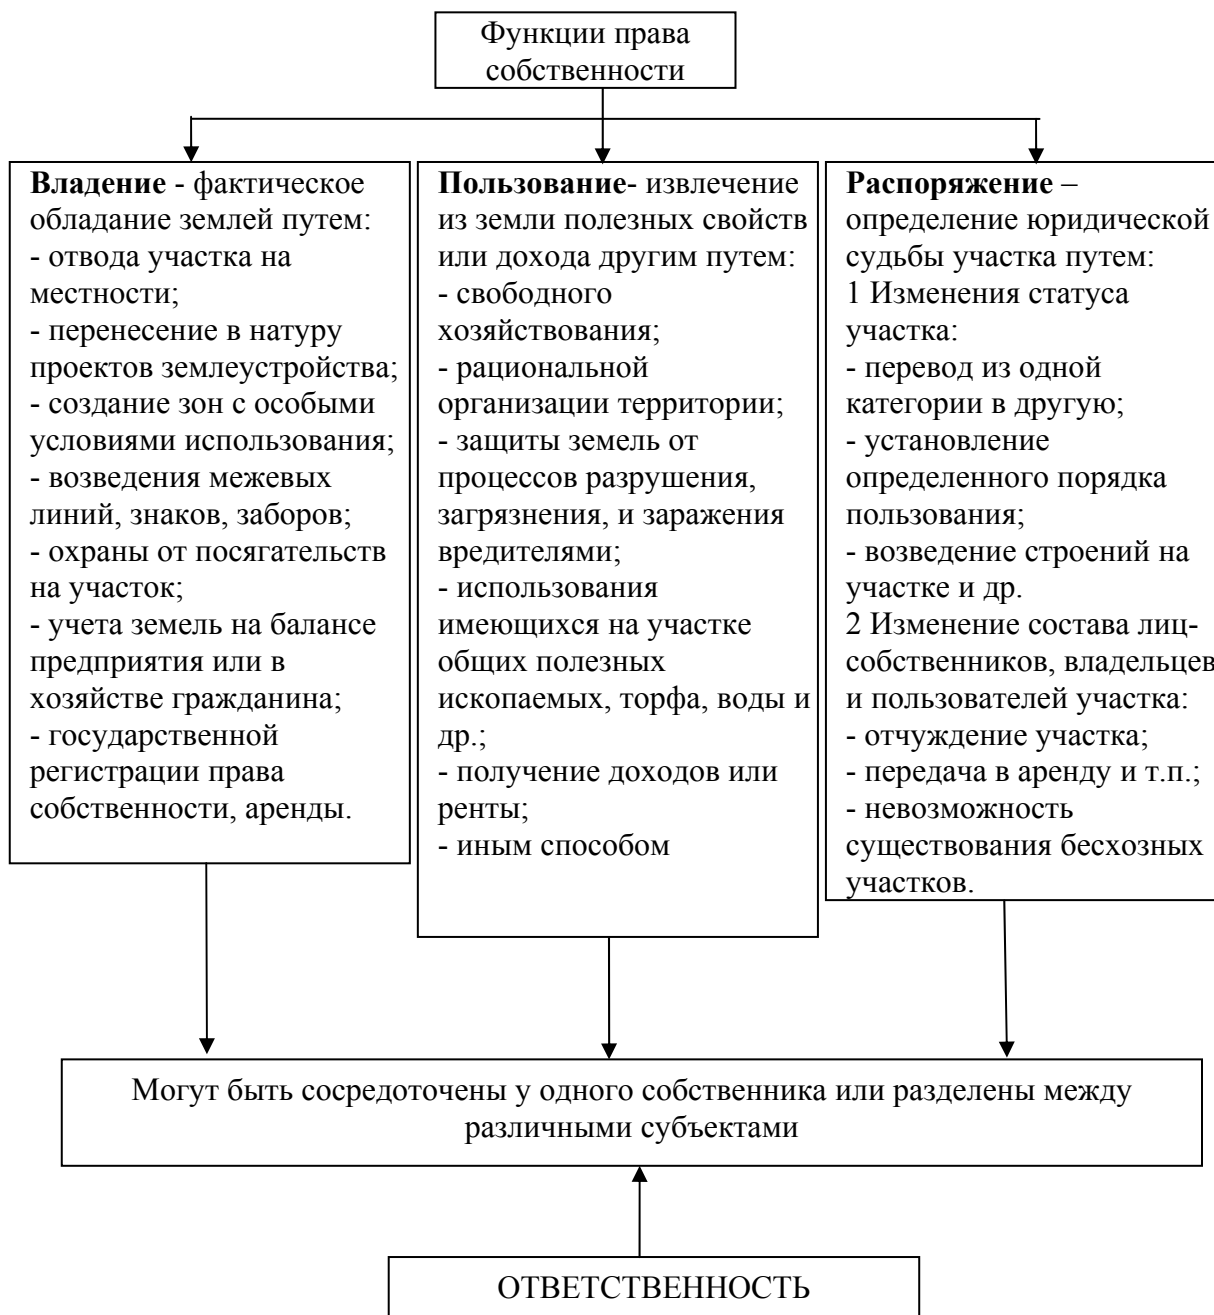 Функции права
собственности
Владение - фактическое
обладание землей путем:
- отвода участка на
местности;
- перенесение в натуру
проектов землеустройства;
- создание зон с особыми
условиями использования;
- возведения межевых
линий, знаков, заборов;
- охраны от посягательств
на участок;
- учета земель на балансе
предприятия или в
хозяйстве гражданина;
- государственной
регистрации права
собственности, аренды.
Пользование- извлечение
из земли полезных свойств
или дохода другим путем:
- свободного
хозяйствования;
- рациональной
организации территории;
- защиты земель от
процессов разрушения,
загрязнения, и заражения
вредителями;
- использования
имеющихся на участке
общих полезных
ископаемых, торфа, воды и
др.;
- получение доходов или
ренты;
- иным способом
Распоряжение –
определение юридической
судьбы участка путем:
1 Изменения статуса
участка:
- перевод из одной
категории в другую;
- установление
определенного порядка
пользования;
- возведение строений на
участке и др.
2 Изменение состава лиц-
собственников, владельцев
и пользователей участка:
- отчуждение участка;
- передача в аренду и т.п.;
- невозможность
существования бесхозных
участков.
Могут быть сосредоточены у одного собственника или разделены между
различными субъектами
ОТВЕТСТВЕННОСТЬ